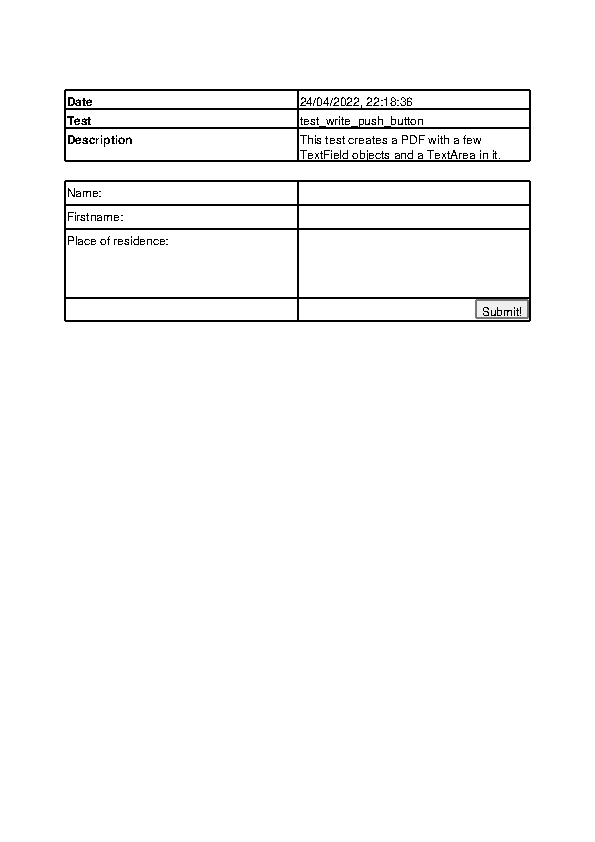 Date 24/04/2022, 22:18:36
Test test_write_push_button
Description This test creates a PDF with a few
TextField objects and a TextArea in it.
Name:
Firstname:
Place of residence:
Submit!